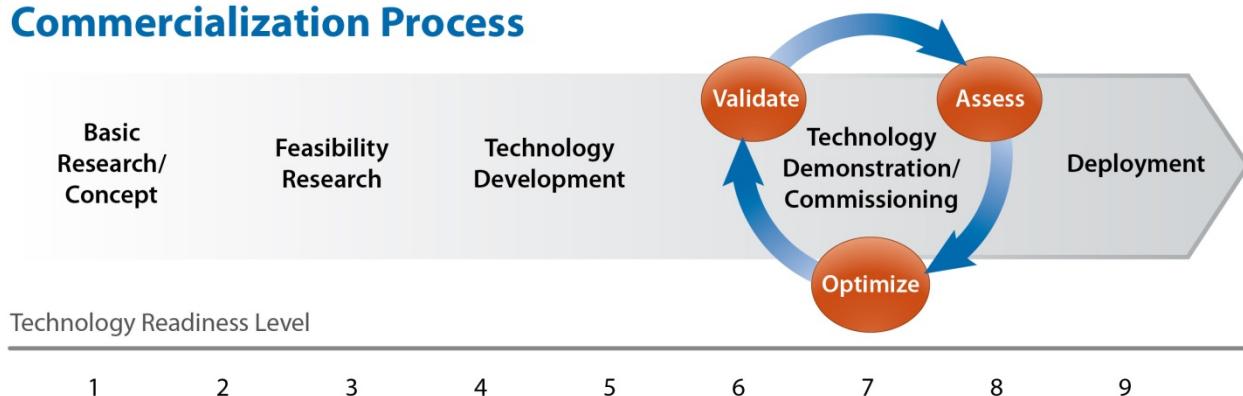 Commercialization Process
Basic
Research/
Concept
Feasibility
Research
Technology
Development
Validate
Assess
Technology
Demonstration/
Commissioning
Optimize
Deployment
Technology Readiness Level
1 2 3 4 5 6 7 8 9